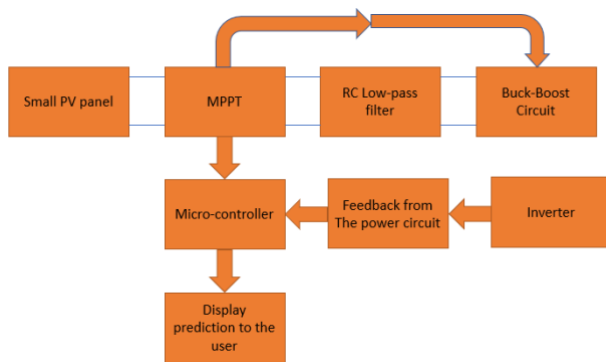 Small PV panel
MPPT
RC Low-pass
filter
Buck-Boost
Circuit
Micro-controller
Feedback from
The power circuit
Inverter
Display
prediction to the
user